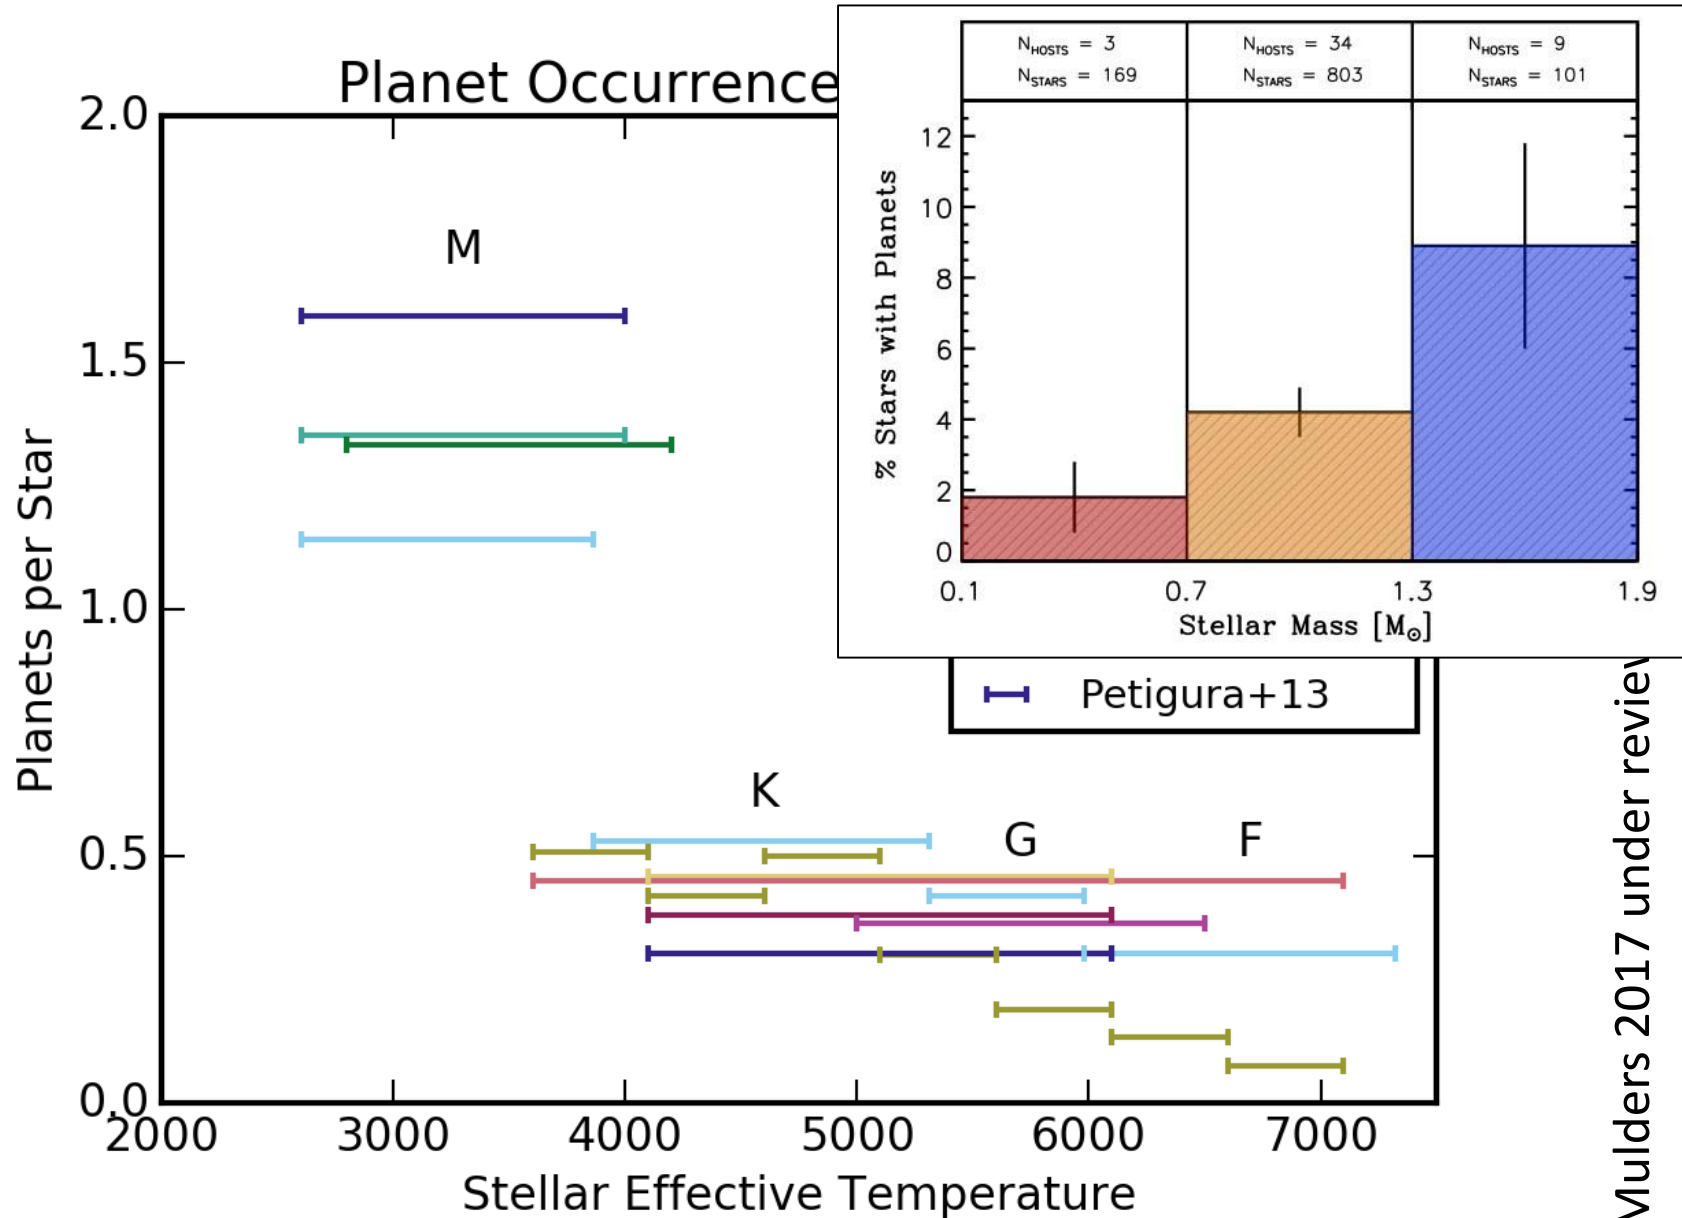 Planet Occurrence
2.0
1.5
1.0
0.5
0.0
Planets per Star
M
K
G
F
2000 3000 4000 5000 6000 7000
Stellar Effective Temperature
Petigura+13
N_HOSTS = 3
N_STARS = 169
N_HOSTS = 34
N_STARS = 803
N_HOSTS = 9
N_STARS = 101
% Stars with Planets
12
10
8
6
4
2
0
0.1 0.7 1.3 1.9
Stellar Mass [M☉]
Mulders 2017 under review